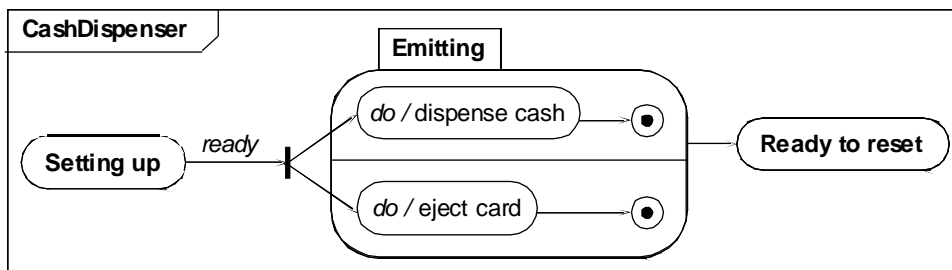 CashDispenser
Emitting
do / dispense cash
ready
Setting up
Ready to reset
do / eject card